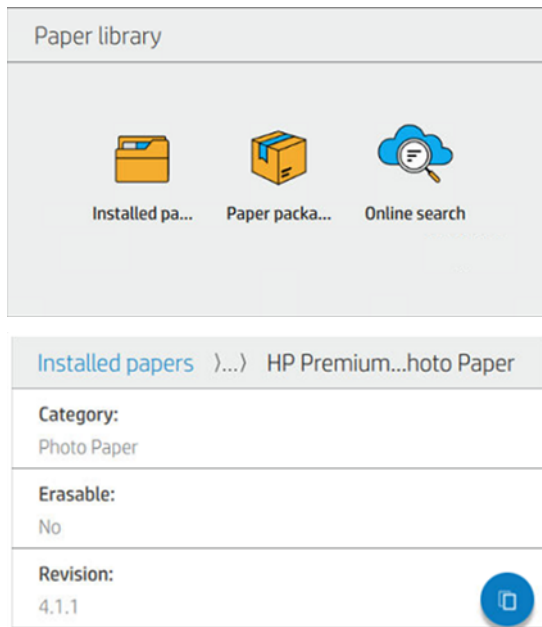 Paper library
Installed pa... Paper packa... Online search
Installed papers ⟩...⟩ HP Premium...hoto Paper
Category:
Photo Paper
Erasable:
No
Revision:
4.1.1